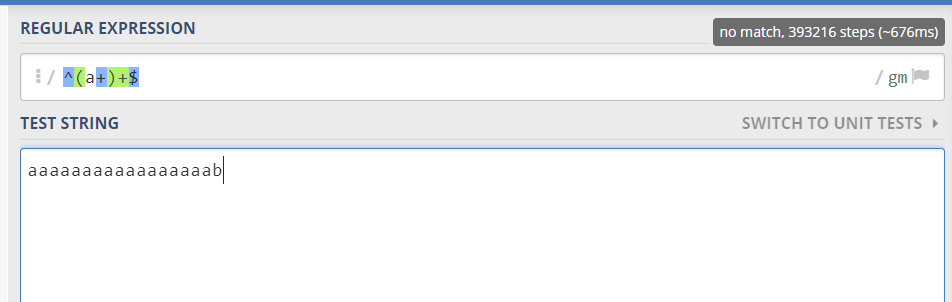 REGULAR EXPRESSION
no match, 393216 steps (~676ms)
/ ^(a+)+$ / gm
TEST STRING
SWITCH TO UNIT TESTS
aaaaaaaaaaaaaaaaab